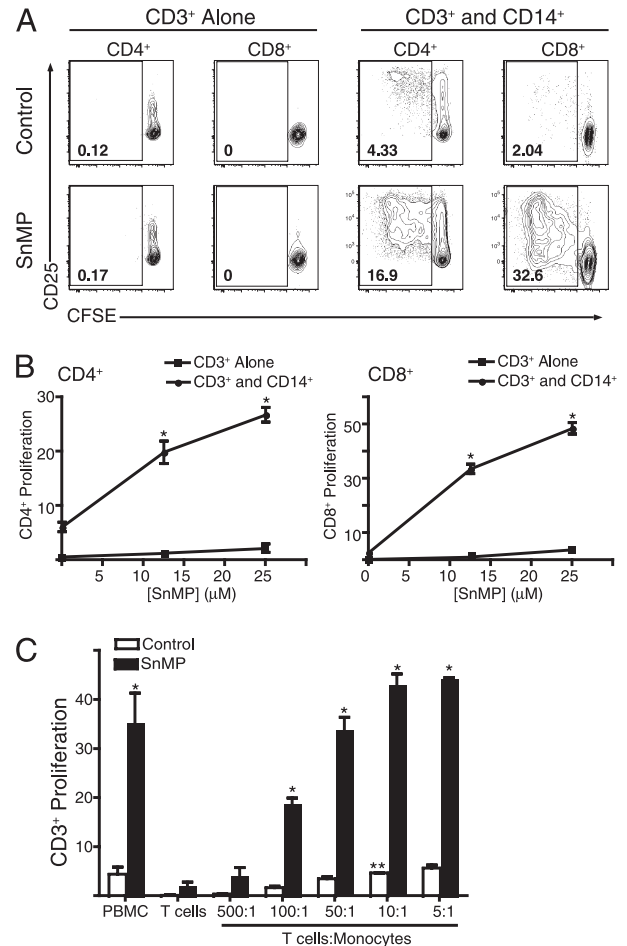 A
CD3⁺ Alone
CD3⁺ and CD14⁺
CD4⁺
CD8⁺
CD4⁺
CD8⁺
Control
0.12
0
4.33
2.04
SnMP
0.17
0
16.9
32.6
CD25
CFSE
B
CD4⁺
CD3⁺ Alone
CD3⁺ and CD14⁺
CD4⁺ Proliferation
30
20
10
* *
5 10 15 20 25
[SnMP] (µM)
CD8⁺
CD3⁺ Alone
CD3⁺ and CD14⁺
CD8⁺ Proliferation
50
30
10
* *
0 5 10 15 20 25
[SnMP] (µM)
C
Control
SnMP
CD3⁺ Proliferation
40
30
20
10
* * * ** * *
PBMC T cells 500:1 100:1 50:1 10:1 5:1
T cells:Monocytes